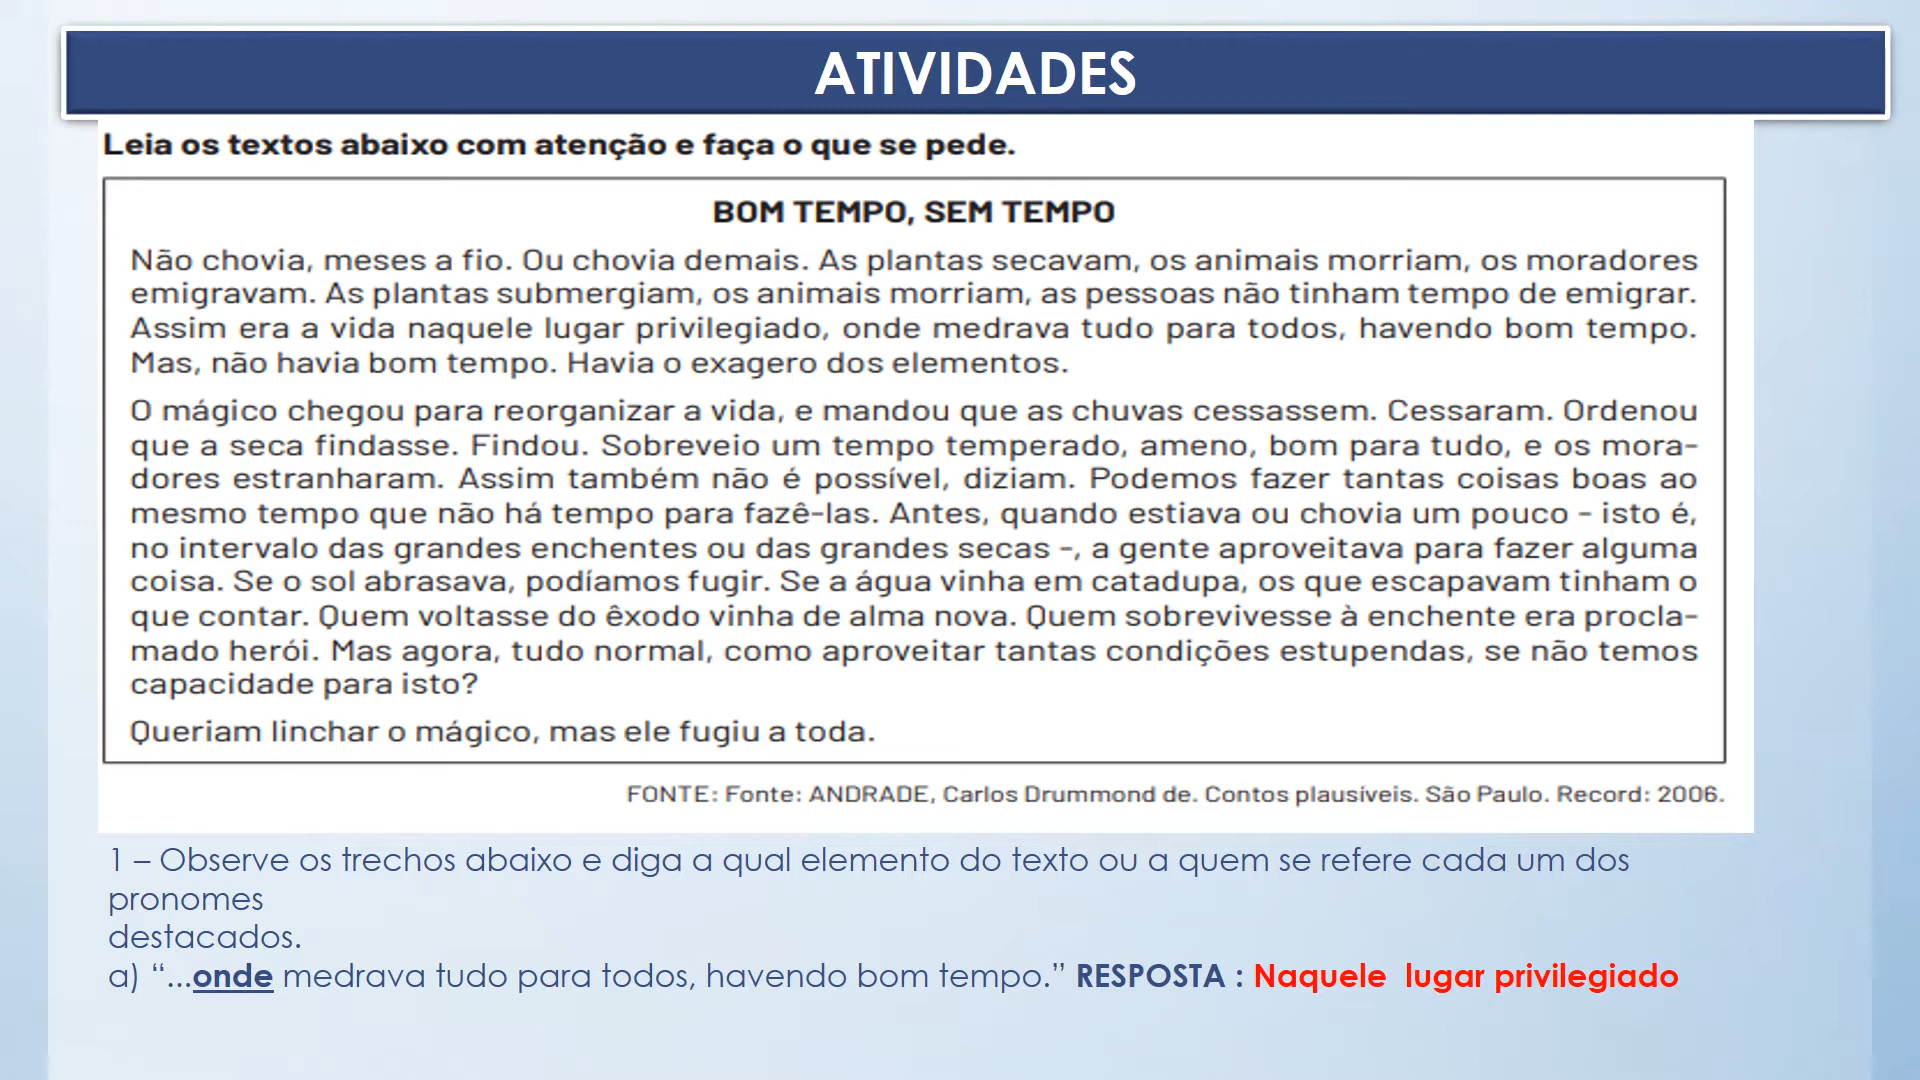 ATIVIDADES
Leia os textos abaixo com atenção e faça o que se pede.
BOM TEMPO, SEM TEMPO
Não chovia, meses a fio. Ou chovia demais. As plantas secavam, os animais morriam, os moradores
emigravam. As plantas submergiam, os animais morriam, as pessoas não tinham tempo de emigrar.
Assim era a vida naquele lugar privilegiado, onde medrava tudo para todos, havendo bom tempo.
Mas, não havia bom tempo. Havia o exagero dos elementos.
O mágico chegou para reorganizar a vida, e mandou que as chuvas cessassem. Cessaram. Ordenou
que a seca findasse. Findou. Sobreveio um tempo temperado, ameno, bom para tudo, e os mora-
dores estranharam. Assim também não é possível, diziam. Podemos fazer tantas coisas boas ao
mesmo tempo que não há tempo para fazê-las. Antes, quando estiava ou chovia um pouco - isto é,
no intervalo das grandes enchentes ou das grandes secas -, a gente aproveitava para fazer alguma
coisa. Se o sol abrasava, podíamos fugir. Se a água vinha em catadupa, os que escapavam tinham o
que contar. Quem voltasse do êxodo vinha de alma nova. Quem sobrevivesse à enchente era procla-
mado herói. Mas agora, tudo normal, como aproveitar tantas condições estupendas, se não temos
capacidade para isto?
Queriam linchar o mágico, mas ele fugiu a toda.
FONTE: Fonte: ANDRADE, Carlos Drummond de. Contos plausíveis. São Paulo. Record: 2006.
1 – Observe os trechos abaixo e diga a qual elemento do texto ou a quem se refere cada um dos
pronomes
destacados.
a) “...onde medrava tudo para todos, havendo bom tempo.” RESPOSTA : Naquele lugar privilegiado